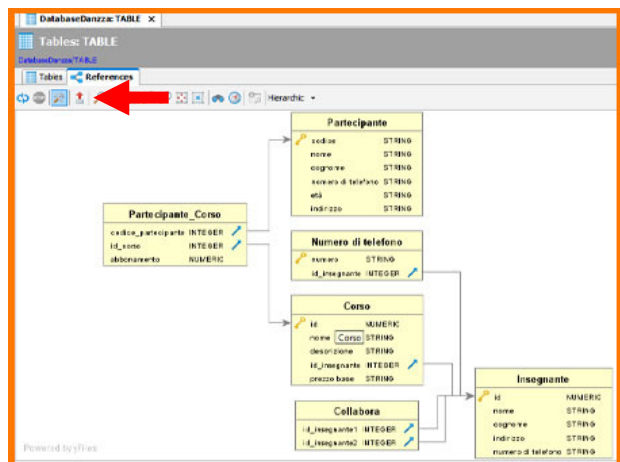 DatabaseDanzza: TABLE ×
Tables: TABLE
DatabaseDanzza/TABLE
Tables References
Hierarchic
Partecipante
codice STRING
nome STRING
cognome STRING
numero di telefono STRING
età STRING
indirizzo STRING
Partecipante_Corso
codice_partecipante INTEGER
id_corso INTEGER
abbonamento NUMERIC
Numero di telefono
numero STRING
id_insegnante INTEGER
Corso
id NUMERIC
nome Corso STRING
descrizione STRING
id_insegnante INTEGER
prezzo base STRING
Insegnante
id NUMERIC
nome STRING
cognome STRING
indirizzo STRING
numero di telefono STRING
Collabora
id_insegnante1 INTEGER
id_insegnante2 INTEGER
Powered by yFiles